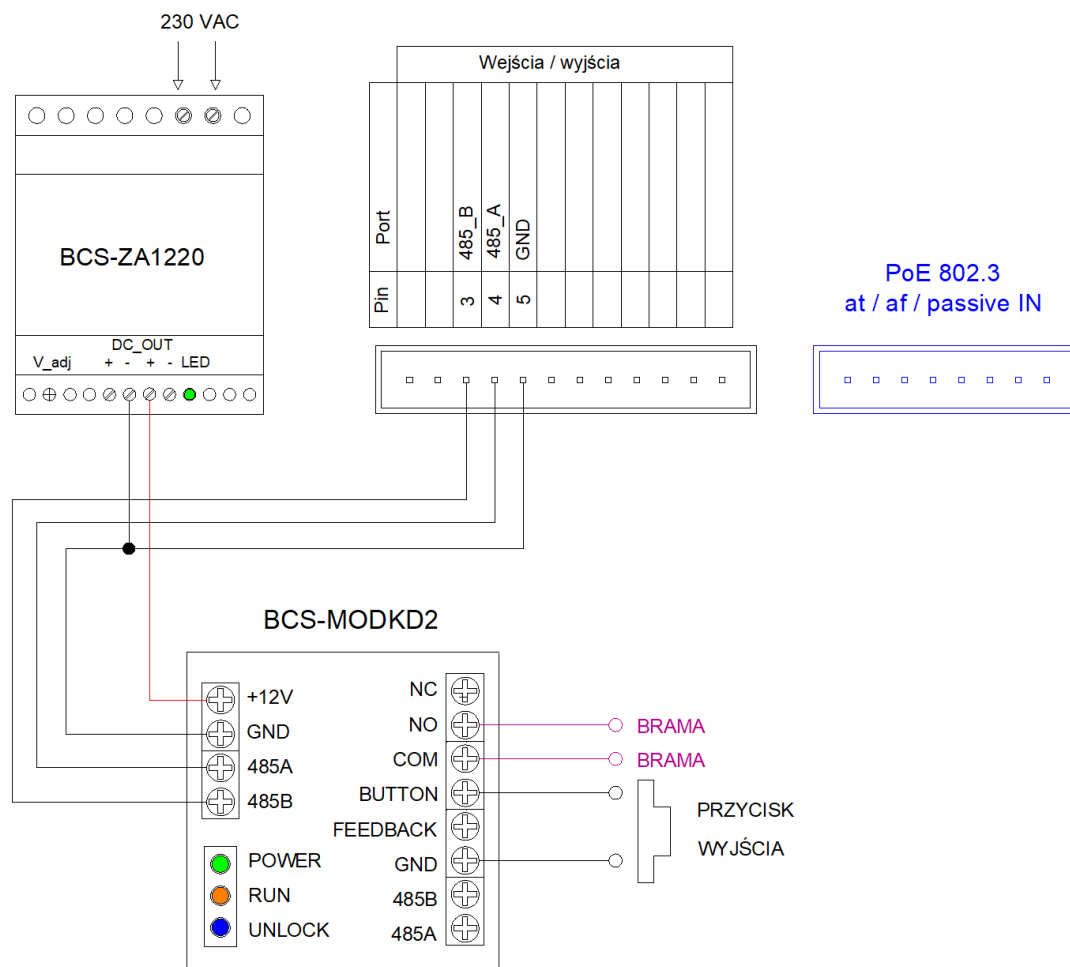 230 VAC
BCS-ZA1220
DC_OUT
V_adj + - + - LED
Wejścia / wyjścia
Port
485_B
485_A
GND
Pin
3
4
5
PoE 802.3
at / af / passive IN
BCS-MODKD2
+12V
GND
485A
485B
POWER
RUN
UNLOCK
NC
NO
COM
BUTTON
FEEDBACK
GND
485B
485A
BRAMA
BRAMA
PRZYCISK
WYJŚCIA